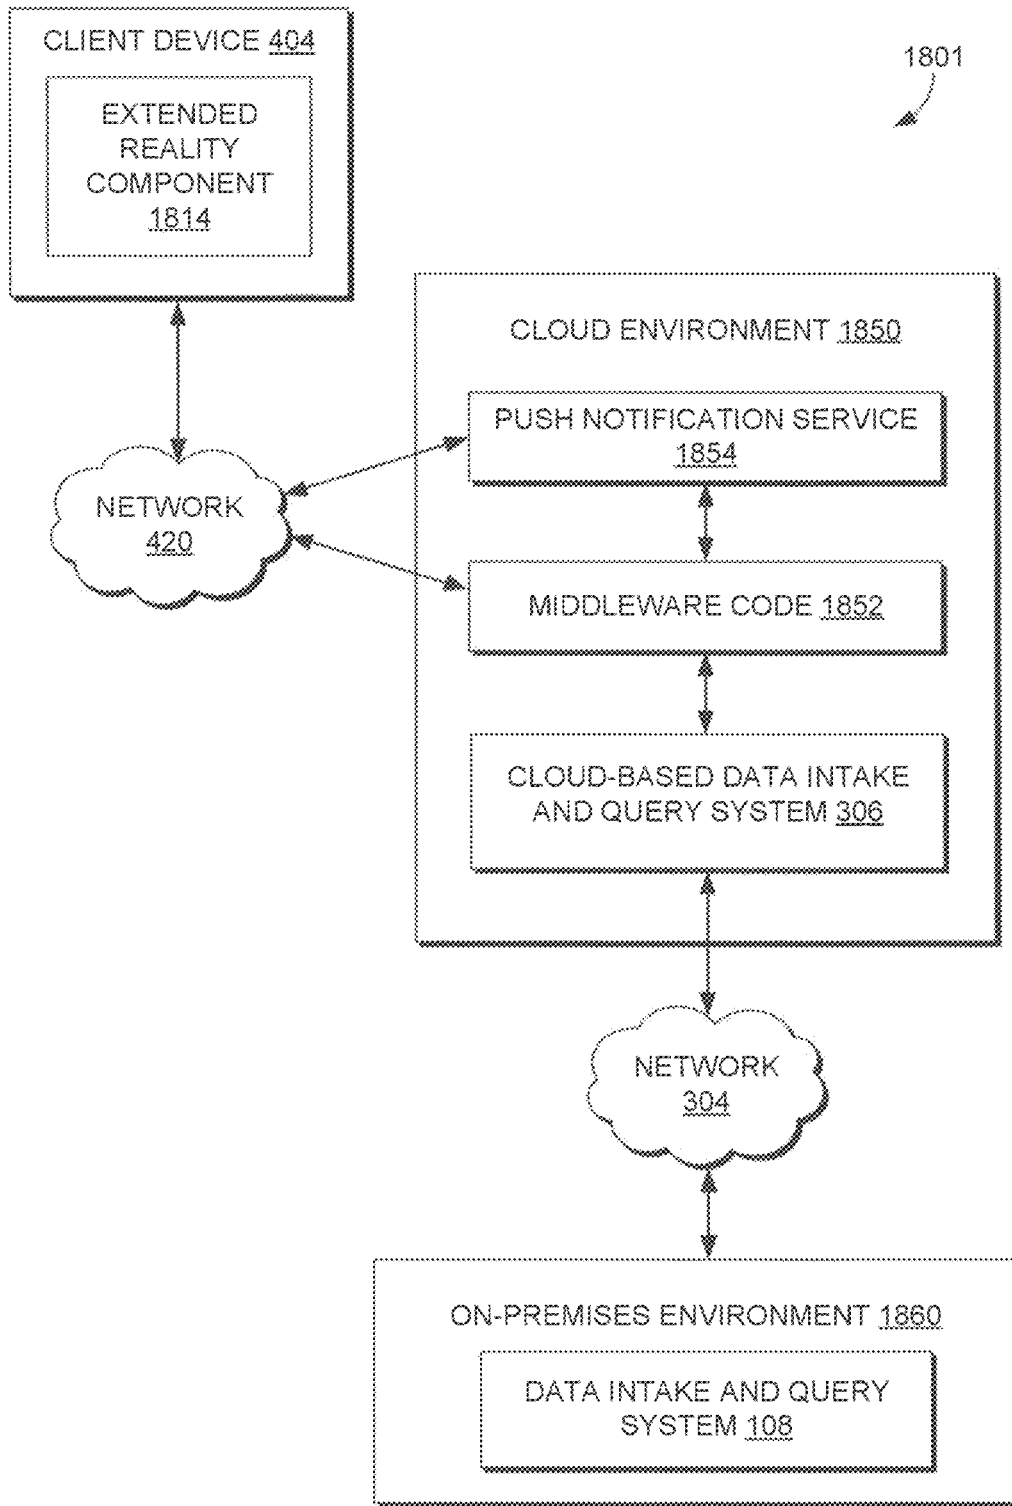 CLIENT DEVICE 404
EXTENDED
REALITY
COMPONENT
1814
1801
CLOUD ENVIRONMENT 1850
PUSH NOTIFICATION SERVICE
1854
NETWORK
420
MIDDLEWARE CODE 1852
CLOUD-BASED DATA INTAKE
AND QUERY SYSTEM 306
NETWORK
304
ON-PREMISES ENVIRONMENT 1860
DATA INTAKE AND QUERY
SYSTEM 108